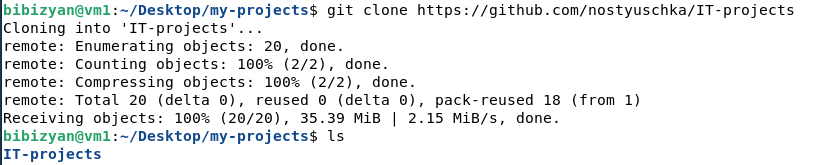 bibizyan@vm1:~/Desktop/my-projects$ git clone https://github.com/nostyuschka/IT-projects
Cloning into 'IT-projects'...
remote: Enumerating objects: 20, done.
remote: Counting objects: 100% (2/2), done.
remote: Compressing objects: 100% (2/2), done.
remote: Total 20 (delta 0), reused 0 (delta 0), pack-reused 18 (from 1)
Receiving objects: 100% (20/20), 35.39 MiB | 2.15 MiB/s, done.
bibizyan@vm1:~/Desktop/my-projects$ ls
IT-projects